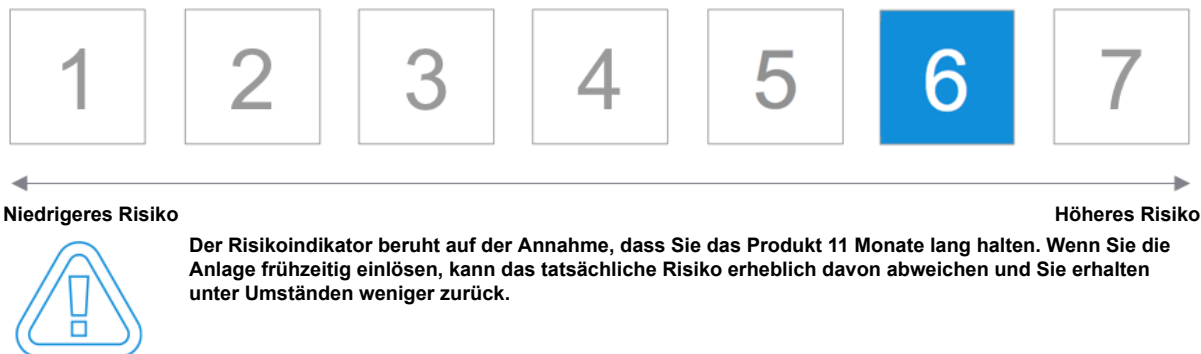 1 2 3 4 5 6 7
Niedrigeres Risiko Höheres Risiko
Der Risikoindikator beruht auf der Annahme, dass Sie das Produkt 11 Monate lang halten. Wenn Sie die
Anlage frühzeitig einlösen, kann das tatsächliche Risiko erheblich davon abweichen und Sie erhalten
unter Umständen weniger zurück.